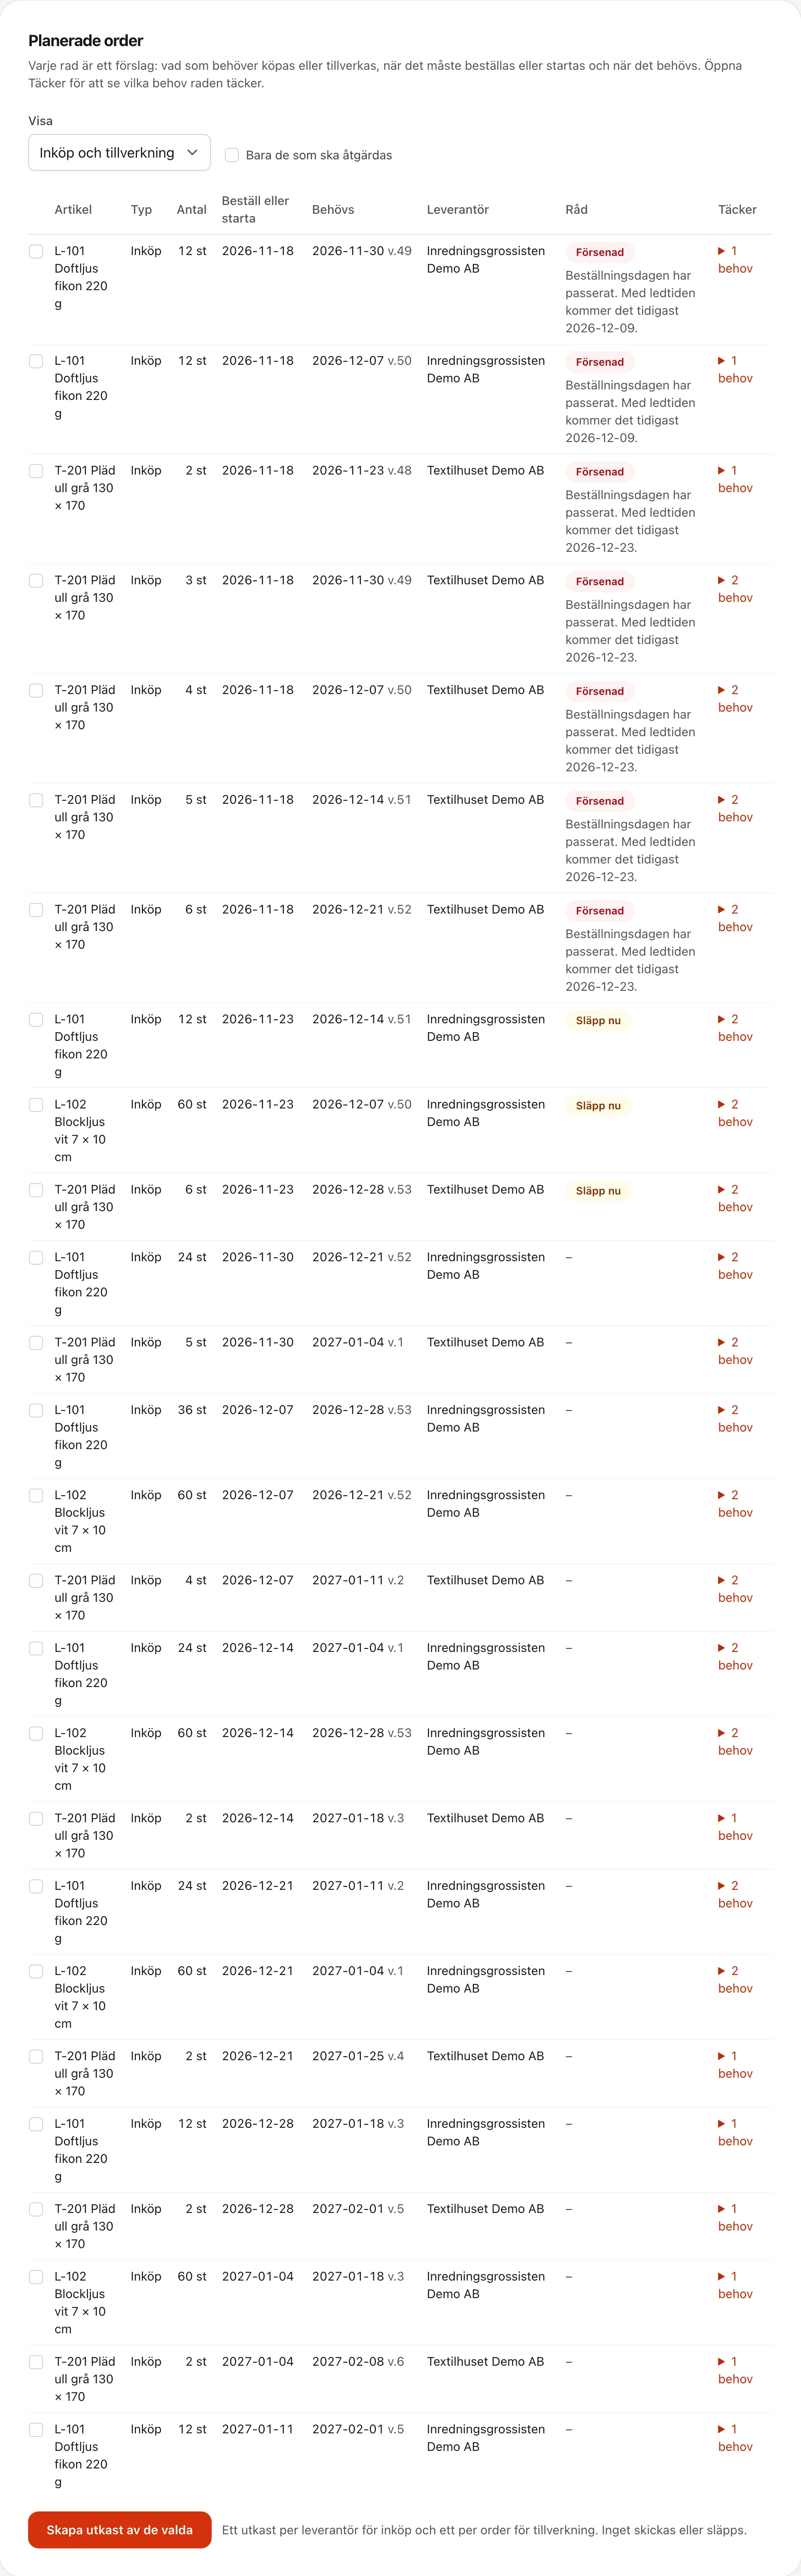 Planerade order
Varje rad är ett förslag: vad som behöver köpas eller tillverkas, när det måste beställas eller startas och när det behövs. Öppna
Täcker för att se vilka behov raden täcker.
Visa
Inköp och tillverkning
Bara de som ska åtgärdas
Artikel Typ Antal Beställ eller starta Behövs Leverantör Råd Täcker
L-101 Doftljus fikon 220 g Inköp 12 st 2026-11-18 2026-11-30 v.49 Inredningsgrossisten Demo AB Försenad Beställningsdagen har passerat. Med ledtiden kommer det tidigast 2026-12-09. ▶ 1 behov
L-101 Doftljus fikon 220 g Inköp 12 st 2026-11-18 2026-12-07 v.50 Inredningsgrossisten Demo AB Försenad Beställningsdagen har passerat. Med ledtiden kommer det tidigast 2026-12-09. ▶ 1 behov
T-201 Pläd ull grå 130 × 170 Inköp 2 st 2026-11-18 2026-11-23 v.48 Textilhuset Demo AB Försenad Beställningsdagen har passerat. Med ledtiden kommer det tidigast 2026-12-23. ▶ 1 behov
T-201 Pläd ull grå 130 × 170 Inköp 3 st 2026-11-18 2026-11-30 v.49 Textilhuset Demo AB Försenad Beställningsdagen har passerat. Med ledtiden kommer det tidigast 2026-12-23. ▶ 2 behov
T-201 Pläd ull grå 130 × 170 Inköp 4 st 2026-11-18 2026-12-07 v.50 Textilhuset Demo AB Försenad Beställningsdagen har passerat. Med ledtiden kommer det tidigast 2026-12-23. ▶ 2 behov
T-201 Pläd ull grå 130 × 170 Inköp 5 st 2026-11-18 2026-12-14 v.51 Textilhuset Demo AB Försenad Beställningsdagen har passerat. Med ledtiden kommer det tidigast 2026-12-23. ▶ 2 behov
T-201 Pläd ull grå 130 × 170 Inköp 6 st 2026-11-18 2026-12-21 v.52 Textilhuset Demo AB Försenad Beställningsdagen har passerat. Med ledtiden kommer det tidigast 2026-12-23. ▶ 2 behov
L-101 Doftljus fikon 220 g Inköp 12 st 2026-11-23 2026-12-14 v.51 Inredningsgrossisten Demo AB Släpp nu ▶ 2 behov
L-102 Blockljus vit 7 × 10 cm Inköp 60 st 2026-11-23 2026-12-07 v.50 Inredningsgrossisten Demo AB Släpp nu ▶ 2 behov
T-201 Pläd ull grå 130 × 170 Inköp 6 st 2026-11-23 2026-12-28 v.53 Textilhuset Demo AB Släpp nu ▶ 2 behov
L-101 Doftljus fikon 220 g Inköp 24 st 2026-11-30 2026-12-21 v.52 Inredningsgrossisten Demo AB – ▶ 2 behov
T-201 Pläd ull grå 130 × 170 Inköp 5 st 2026-11-30 2027-01-04 v.1 Textilhuset Demo AB – ▶ 2 behov
L-101 Doftljus fikon 220 g Inköp 36 st 2026-12-07 2026-12-28 v.53 Inredningsgrossisten Demo AB – ▶ 2 behov
L-102 Blockljus vit 7 × 10 cm Inköp 60 st 2026-12-07 2026-12-21 v.52 Inredningsgrossisten Demo AB – ▶ 2 behov
T-201 Pläd ull grå 130 × 170 Inköp 4 st 2026-12-07 2027-01-11 v.2 Textilhuset Demo AB – ▶ 2 behov
L-101 Doftljus fikon 220 g Inköp 24 st 2026-12-14 2027-01-04 v.1 Inredningsgrossisten Demo AB – ▶ 2 behov
L-102 Blockljus vit 7 × 10 cm Inköp 60 st 2026-12-14 2026-12-28 v.53 Inredningsgrossisten Demo AB – ▶ 2 behov
T-201 Pläd ull grå 130 × 170 Inköp 2 st 2026-12-14 2027-01-18 v.3 Textilhuset Demo AB – ▶ 1 behov
L-101 Doftljus fikon 220 g Inköp 24 st 2026-12-21 2027-01-11 v.2 Inredningsgrossisten Demo AB – ▶ 2 behov
L-102 Blockljus vit 7 × 10 cm Inköp 60 st 2026-12-21 2027-01-04 v.1 Inredningsgrossisten Demo AB – ▶ 2 behov
T-201 Pläd ull grå 130 × 170 Inköp 2 st 2026-12-21 2027-01-25 v.4 Textilhuset Demo AB – ▶ 1 behov
L-101 Doftljus fikon 220 g Inköp 12 st 2026-12-28 2027-01-18 v.3 Inredningsgrossisten Demo AB – ▶ 1 behov
T-201 Pläd ull grå 130 × 170 Inköp 2 st 2026-12-28 2027-02-01 v.5 Textilhuset Demo AB – ▶ 1 behov
L-102 Blockljus vit 7 × 10 cm Inköp 60 st 2027-01-04 2027-01-18 v.3 Inredningsgrossisten Demo AB – ▶ 1 behov
T-201 Pläd ull grå 130 × 170 Inköp 2 st 2027-01-04 2027-02-08 v.6 Textilhuset Demo AB – ▶ 1 behov
L-101 Doftljus fikon 220 g Inköp 12 st 2027-01-11 2027-02-01 v.5 Inredningsgrossisten Demo AB – ▶ 1 behov
Skapa utkast av de valda
Ett utkast per leverantör för inköp och ett per order för tillverkning. Inget skickas eller släpps.